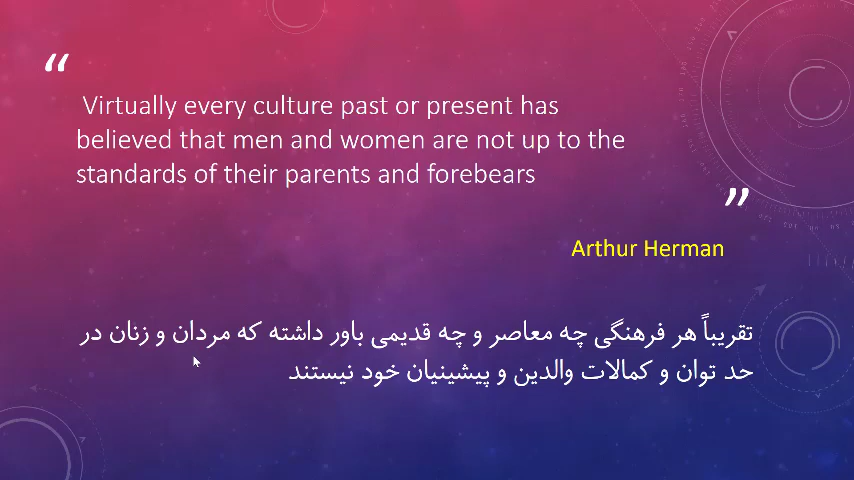 “
Virtually every culture past or present has
believed that men and women are not up to the
standards of their parents and forebears
”
Arthur Herman
تقریباً هر فرهنگی چه معاصر و چه قدیمی باور داشته که مردان و زنان در
حد توان و کمالات والدین و پیشینیان خود نیستند